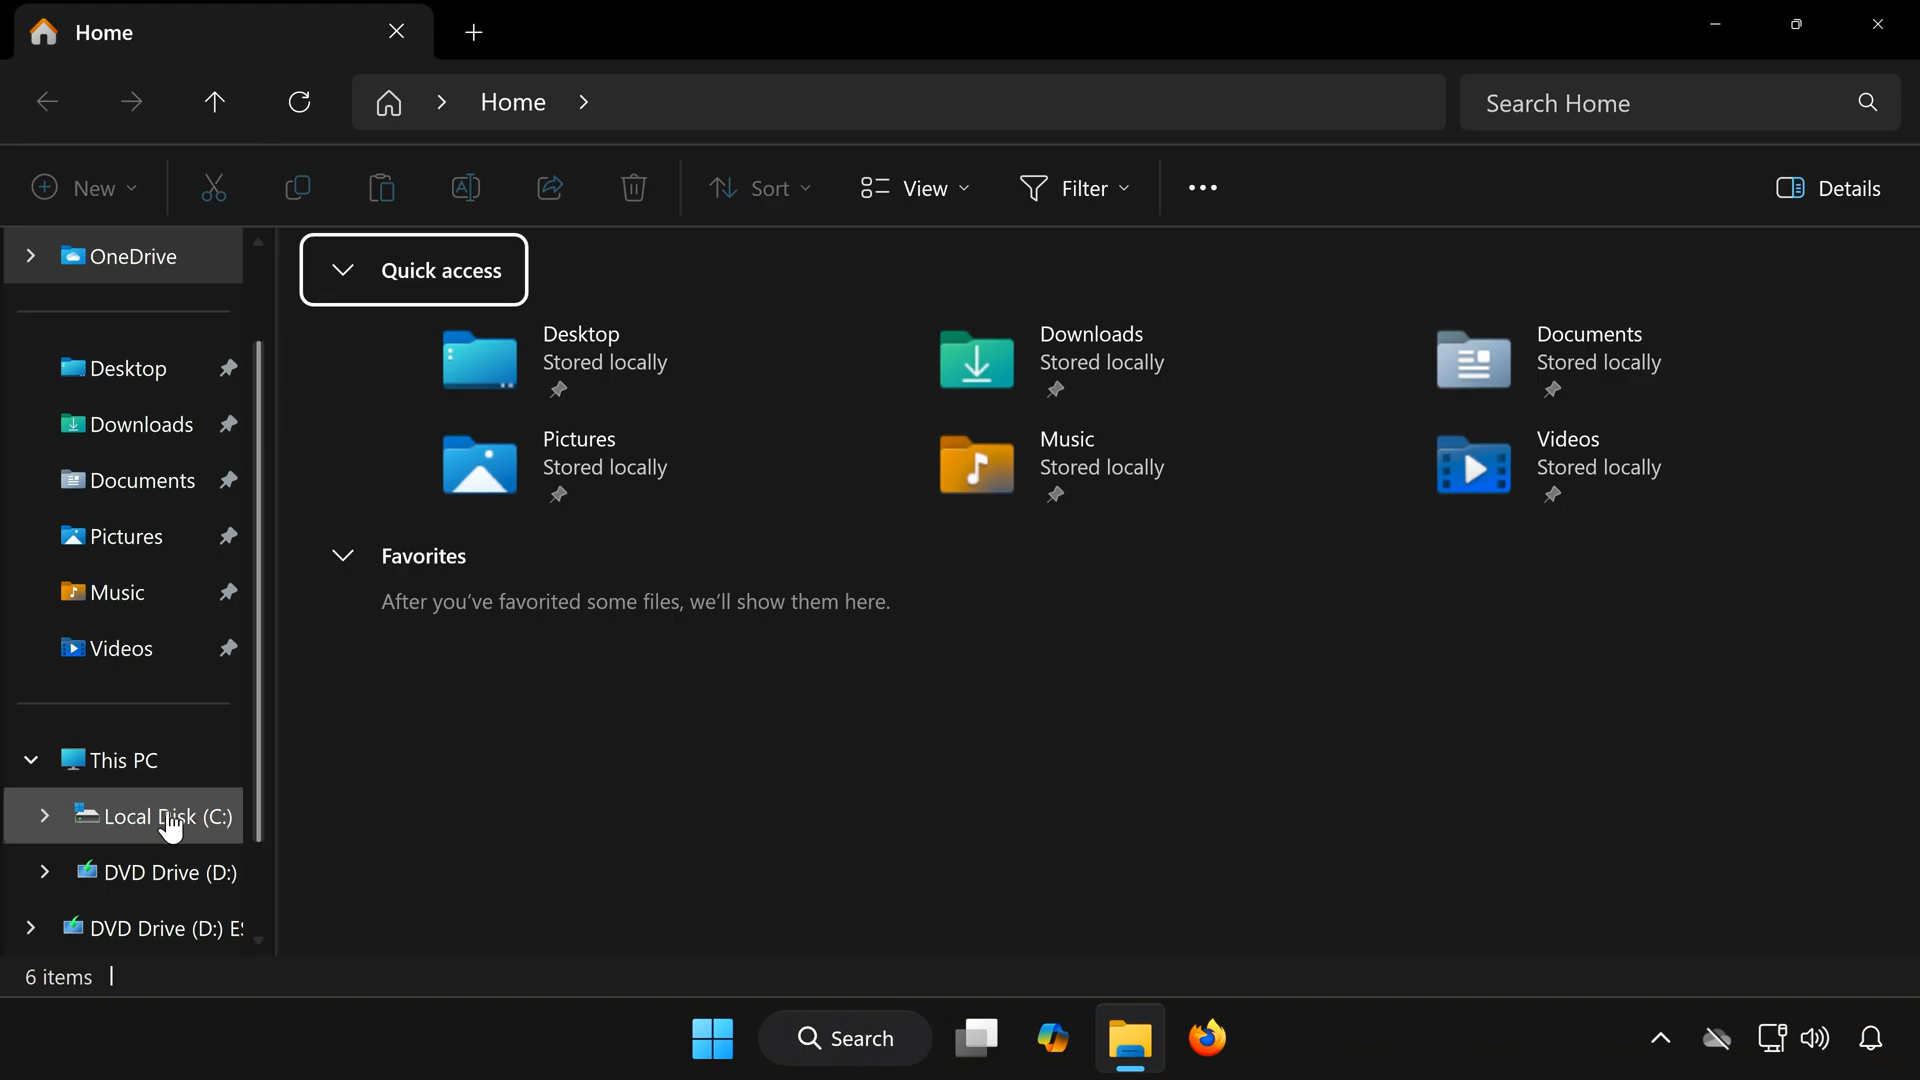 Home
Home
Search Home
New
Sort
View
Filter
Details
OneDrive
Desktop
Downloads
Documents
Pictures
Music
Videos
This PC
Local Disk (C:)
DVD Drive (D:)
DVD Drive (D:) ES
Quick access
Desktop
Stored locally
Downloads
Stored locally
Documents
Stored locally
Pictures
Stored locally
Music
Stored locally
Videos
Stored locally
Favorites
After you've favorited some files, we'll show them here.
6 items
Search